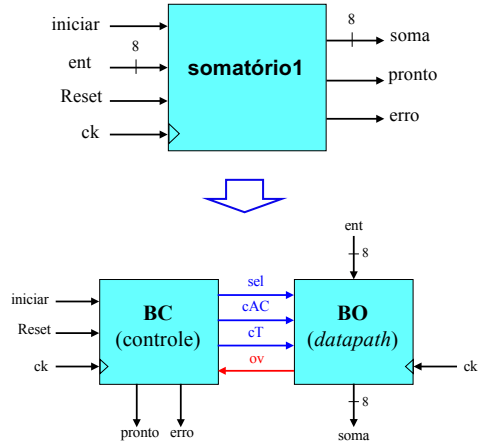 iniciar
8
8
soma
ent
somatório1
pronto
Reset
erro
ck
ent
8
sel
iniciar
BC
cAC
BO
Reset
(controle)
cT
(datapath)
ck
ov
ck
8
pronto
erro
soma